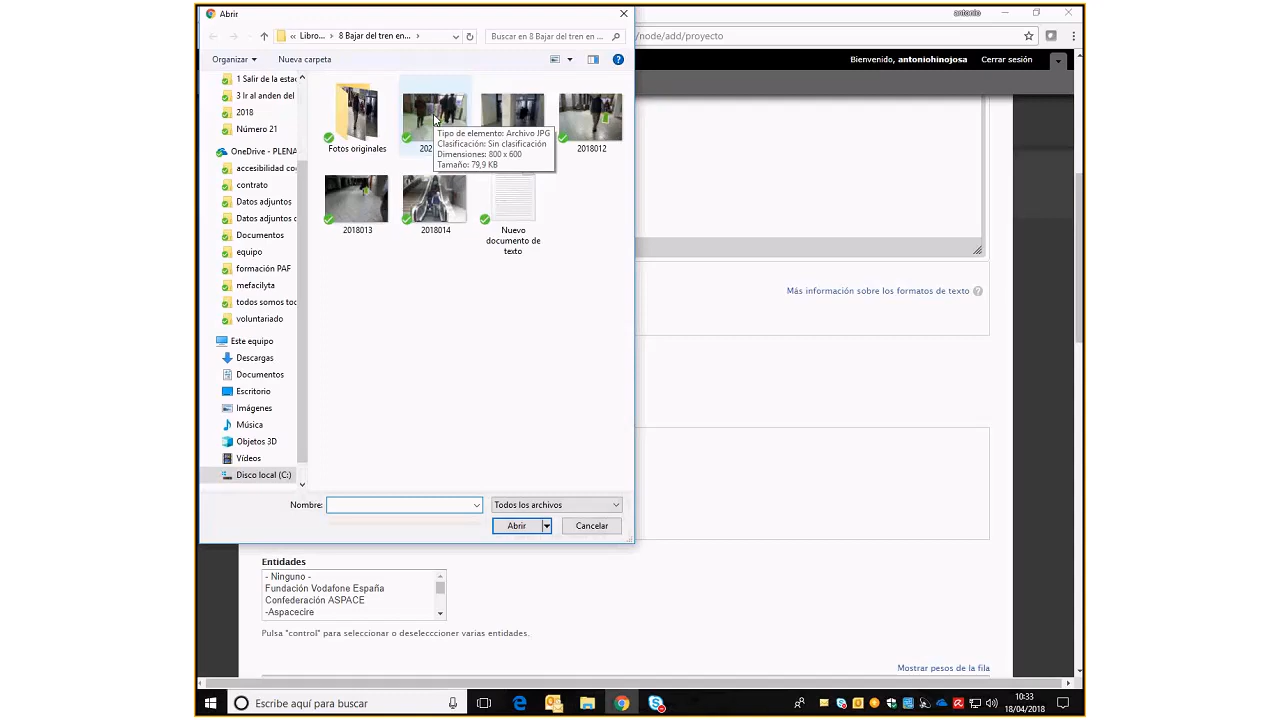 Abrir
antonio
Libro...
8 Bajar del tren en...
Buscar en 8 Bajar del tren en ...
/node/add/proyecto
Organizar
Nueva carpeta
Bienvenido, antoniohinojosa
Cerrar sesión
1 Salir de la estac
3 Ir al anden del
2018
Número 21
OneDrive - PLENA
accesibilidad co
contrato
Datos adjuntos
Datos adjuntos c
Documentos
equipo
formación PAF
mefacilyta
todos somos tod
voluntariado
Este equipo
Descargas
Documentos
Escritorio
Imágenes
Música
Objetos 3D
Vídeos
Disco local (C:)
Fotos originales
2018012
Tipo de elemento: Archivo JPG
Clasificación: Sin clasificación
Dimensiones: 800 x 600
Tamaño: 79,9 KB
2018013
2018014
Nuevo
documento de
texto
Más información sobre los formatos de texto
Nombre:
Todos los archivos
Abrir
Cancelar
Entidades
- Ninguno -
Fundación Vodafone España
Confederación ASPACE
-Aspacecire
Pulsa "control" para seleccionar o deselecccionar varias entidades.
Mostrar pesos de la fila
Escribe aquí para buscar
10:33
18/04/2018